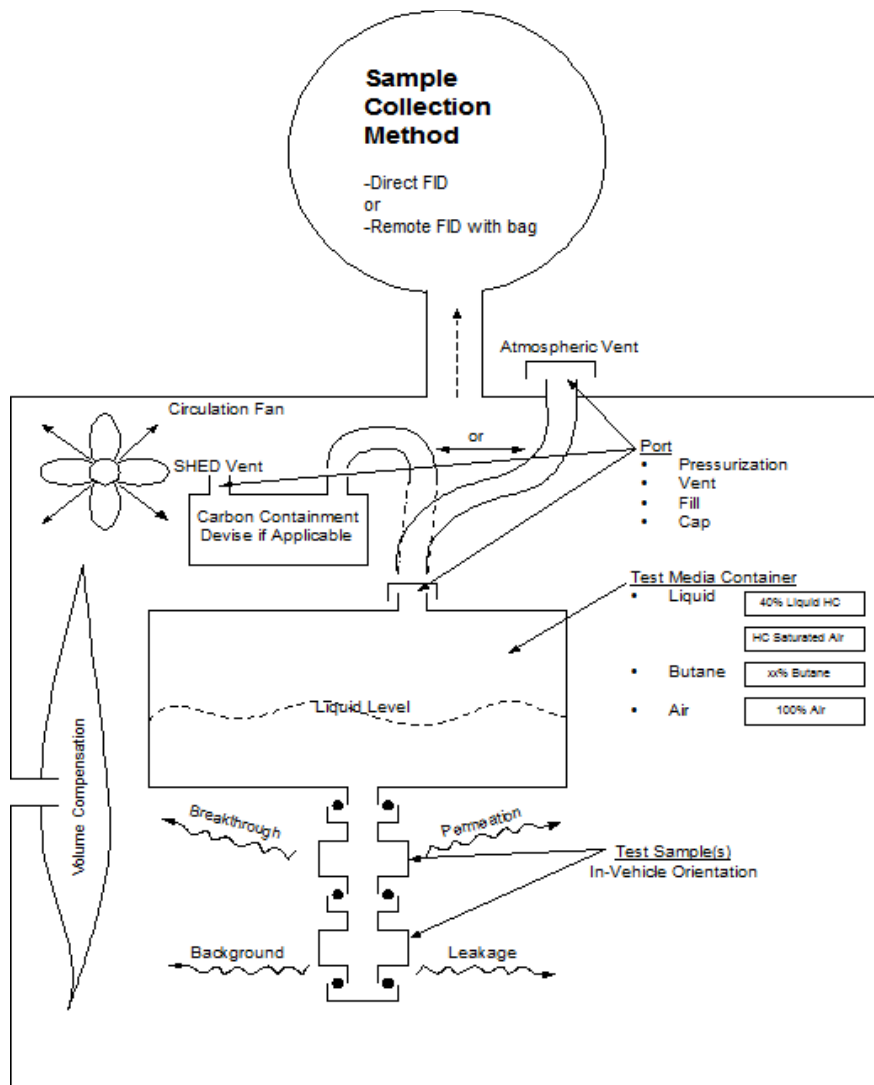 Sample
Collection
Method
-Direct FID
or
-Remote FID with bag
Atmospheric Vent
Circulation Fan
or
SHED Vent
Port
• Pressurization
• Vent
• Fill
• Cap
Carbon Containment
Devise if Applicable
Test Media Container
• Liquid
40% Liquid HC
HC Saturated Air
• Butane
xx% Butane
• Air
100% Air
Liquid Level
Volume Compensation
Breakthrough
Permeation
Test Sample(s)
In-Vehicle Orientation
Background
Leakage